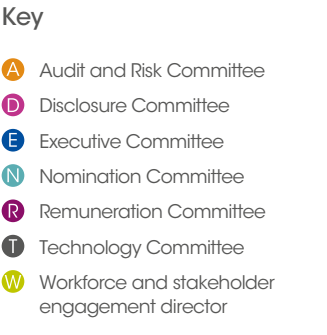 Key
A Audit and Risk Committee
D Disclosure Committee
E Executive Committee
N Nomination Committee
R Remuneration Committee
T Technology Committee
W Workforce and stakeholder
engagement director